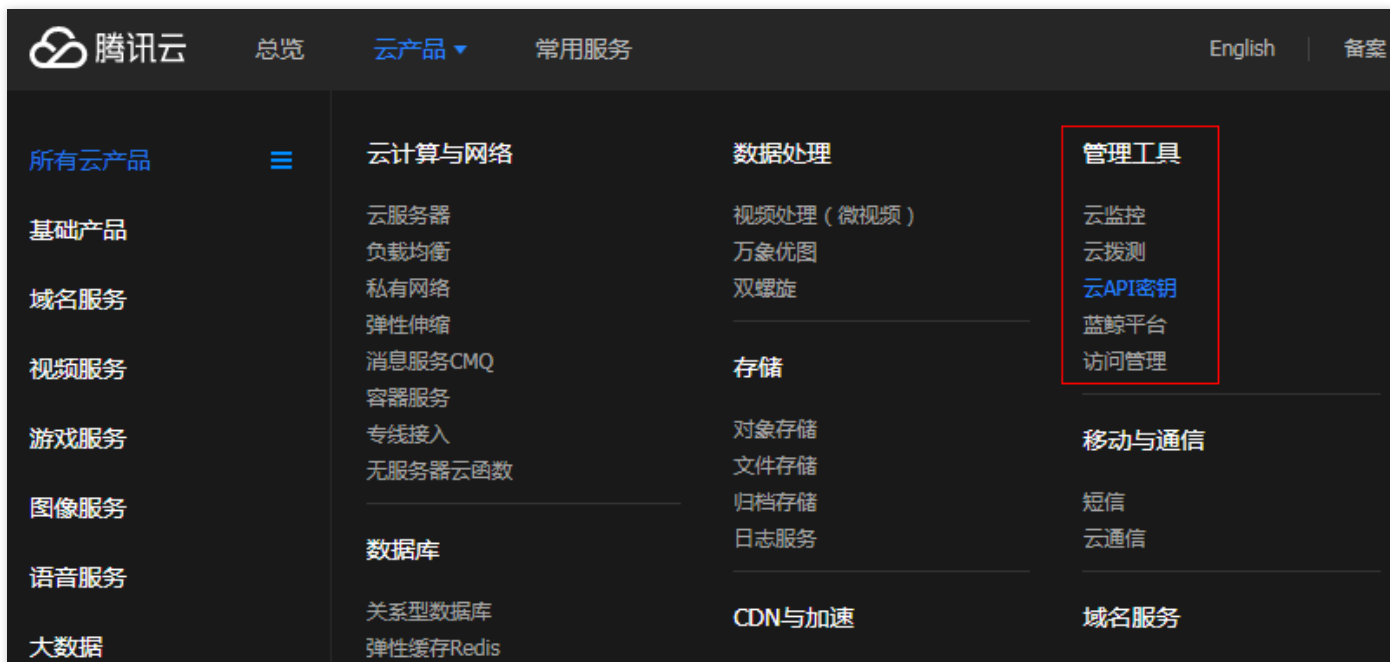 腾讯云
总览
云产品
常用服务
English
备案
所有云产品
基础产品
域名服务
视频服务
游戏服务
图像服务
语音服务
大数据
云计算与网络
云服务器
负载均衡
私有网络
弹性伸缩
消息服务CMQ
容器服务
专线接入
无服务器云函数
数据库
关系型数据库
弹性缓存Redis
数据处理
视频处理（微视频）
万象优图
双螺旋
存储
对象存储
文件存储
归档存储
日志服务
CDN与加速
管理工具
云监控
云拨测
云API密钥
蓝鲸平台
访问管理
移动与通信
短信
云通信
域名服务